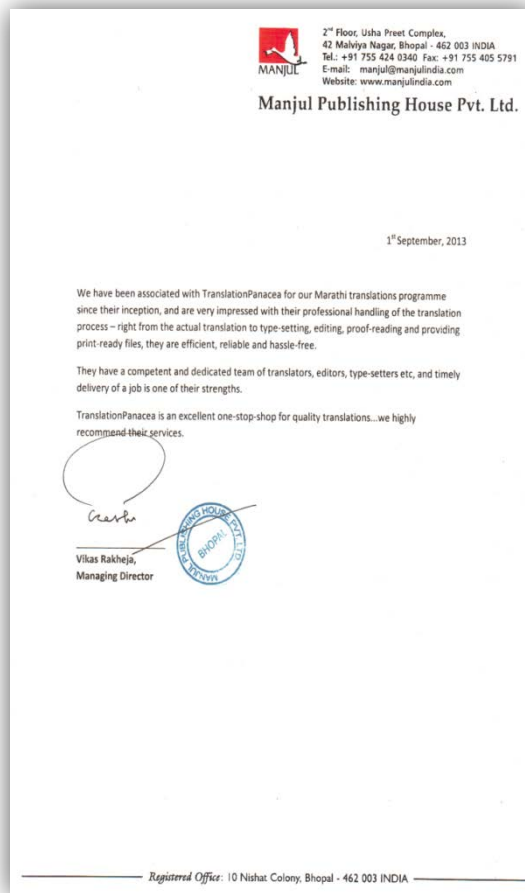 MANJUL
2nd Floor, Usha Preet Complex,
42 Malviya Nagar, Bhopal - 462 003 INDIA
Tel.: +91 755 424 0340 Fax: +91 755 405 5791
E-mail: manjul@manjulindia.com
Website: www.manjulindia.com
Manjul Publishing House Pvt. Ltd.
1st September, 2013
We have been associated with TranslationPanacea for our Marathi translations programme
since their inception, and are very impressed with their professional handling of the translation
process – right from the actual translation to type-setting, editing, proof-reading and providing
print-ready files, they are efficient, reliable and hassle-free.
They have a competent and dedicated team of translators, editors, type-setters etc, and timely
delivery of a job is one of their strengths.
TranslationPanacea is an excellent one-stop-shop for quality translations...we highly
recommend their services.
MANJUL PUBLISHING HOUSE PVT. LTD.
BHOPAL
Vikas Rakheja,
Managing Director
Registered Office: 10 Nishat Colony, Bhopal - 462 003 INDIA